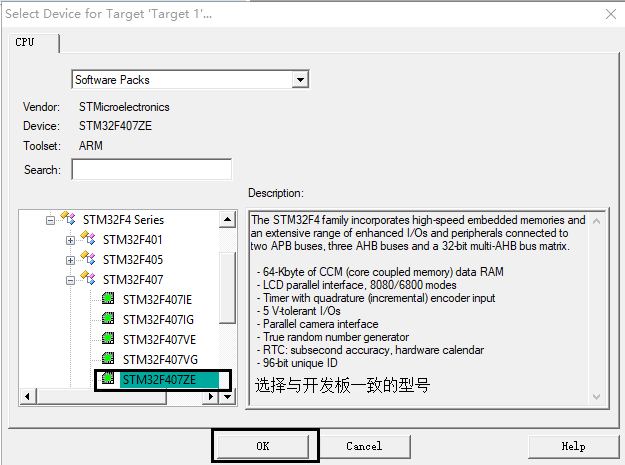 Select Device for Target 'Target 1'...
CPU
Software Packs
Vendor: STMicroelectronics
Device: STM32F407ZE
Toolset: ARM
Search:
Description:
STM32F4 Series
STM32F401
STM32F405
STM32F407
STM32F407IE
STM32F407IG
STM32F407VE
STM32F407VG
STM32F407ZE
The STM32F4 family incorporates high-speed embedded memories and
an extensive range of enhanced I/Os and peripherals connected to
two APB buses, three AHB buses and a 32-bit multi-AHB bus matrix.
- 64-Kbyte of CCM (core coupled memory) data RAM
- LCD parallel interface, 8080/6800 modes
- Timer with quadrature (incremental) encoder input
- 5 V-tolerant I/Os
- Parallel camera interface
- True random number generator
- RTC: subsecond accuracy, hardware calendar
- 96-bit unique ID
选择与开发板一致的型号
OK
Cancel
Help